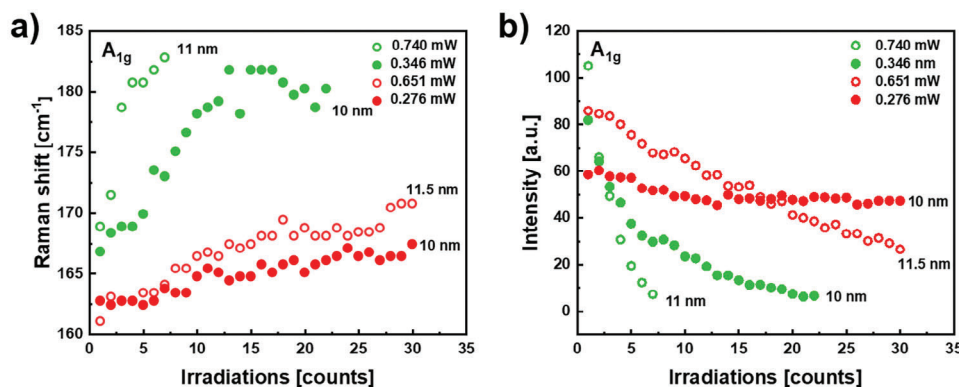 a)
A1g
11 nm
0.740 mW
0.346 mW
0.651 mW
0.276 mW
10 nm
11.5 nm
10 nm
185
180
175
170
165
160
Raman shift [cm-1]
0 5 10 15 20 25 30 35
Irradiations [counts]
b)
A1g
0.740 mW
0.346 nm
0.651 mW
0.276 mW
10 nm
11.5 nm
11 nm
10 nm
120
100
80
60
40
20
0
Intensity [a.u.]
0 5 10 15 20 25 30 35
Irradiations [counts]